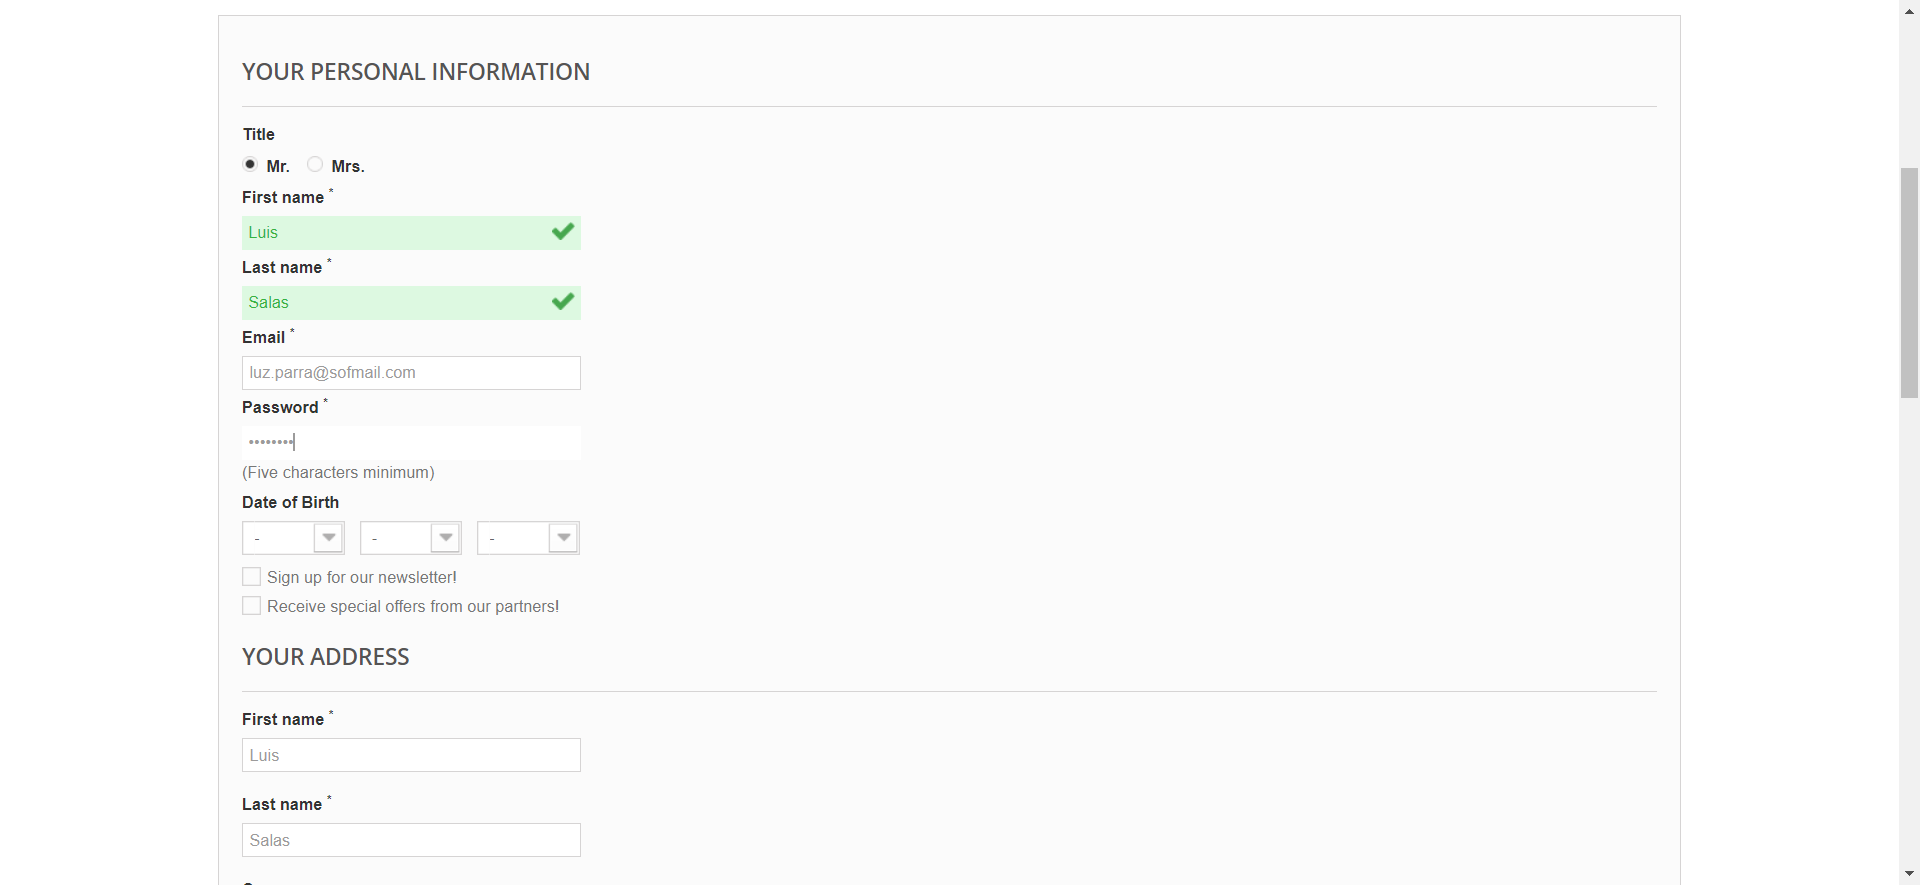 YOUR PERSONAL INFORMATION
Title
Mr. Mrs.
First name *
Luis
Last name *
Salas
Email *
luz.parra@sofmail.com
Password *
••••••••
(Five characters minimum)
Date of Birth
- - -
Sign up for our newsletter!
Receive special offers from our partners!
YOUR ADDRESS
First name *
Luis
Last name *
Salas